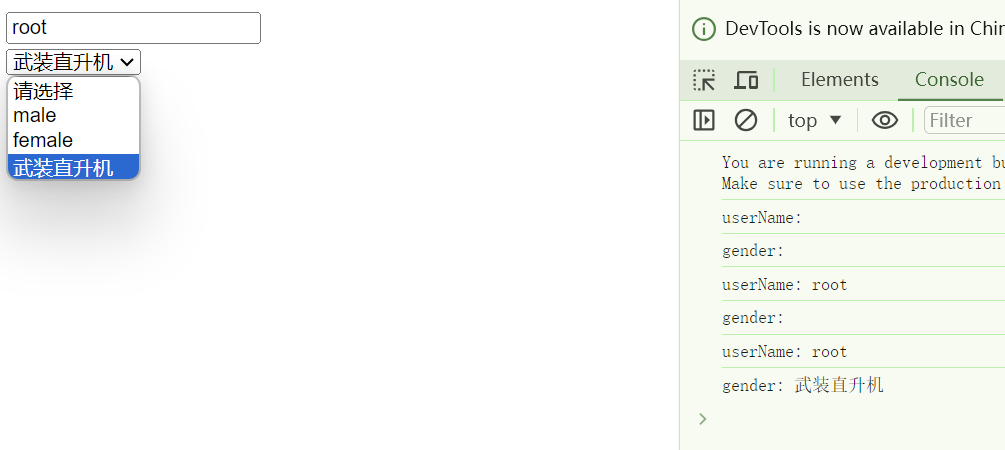 root
武装直升机
请选择
male
female
武装直升机
DevTools is now available in Chin
Elements Console
top Filter
You are running a development bu
Make sure to use the production
userName:
gender:
userName: root
gender:
userName: root
gender: 武装直升机